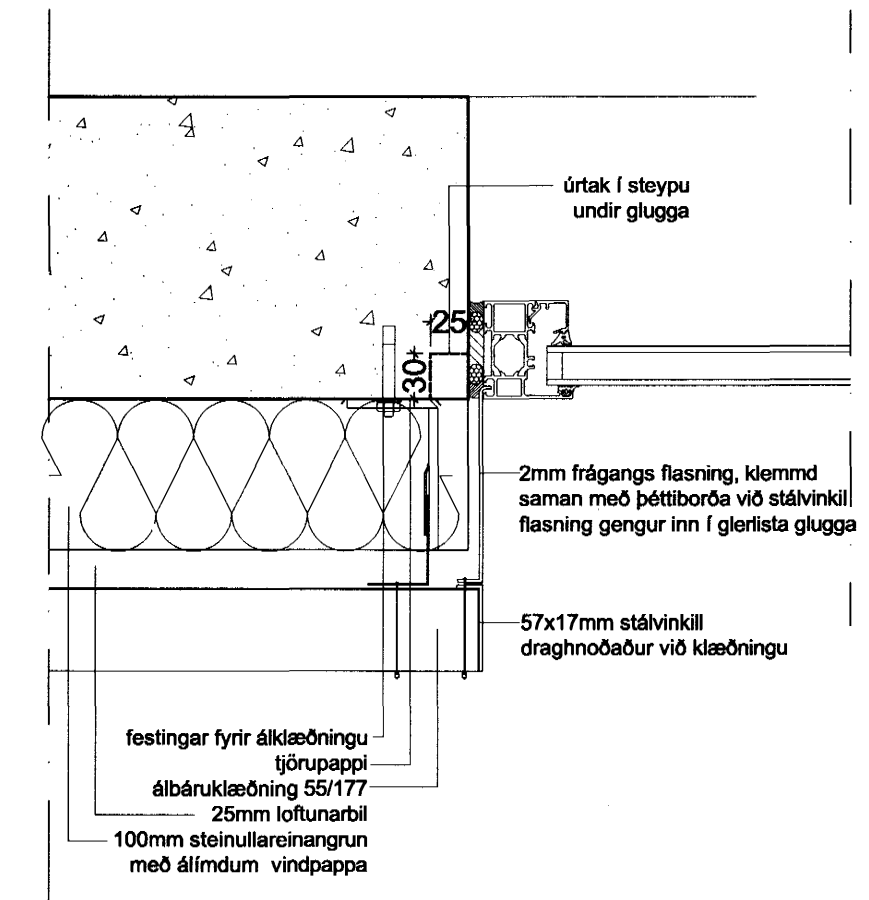 úrtak í steypu
undir glugga
25
30
2mm frágangs flasning, klemmd
saman með þéttiborða við stálvinkil
flasning gengur inn í glerlista glugga
57x17mm stálvinkill
draghnoðaður við klæðningu
festingar fyrir álklæðningu
tjörupappi
álbáruklæðning 55/177
25mm loftunarbil
100mm steinullareinangrun
með álímdum vindpappa